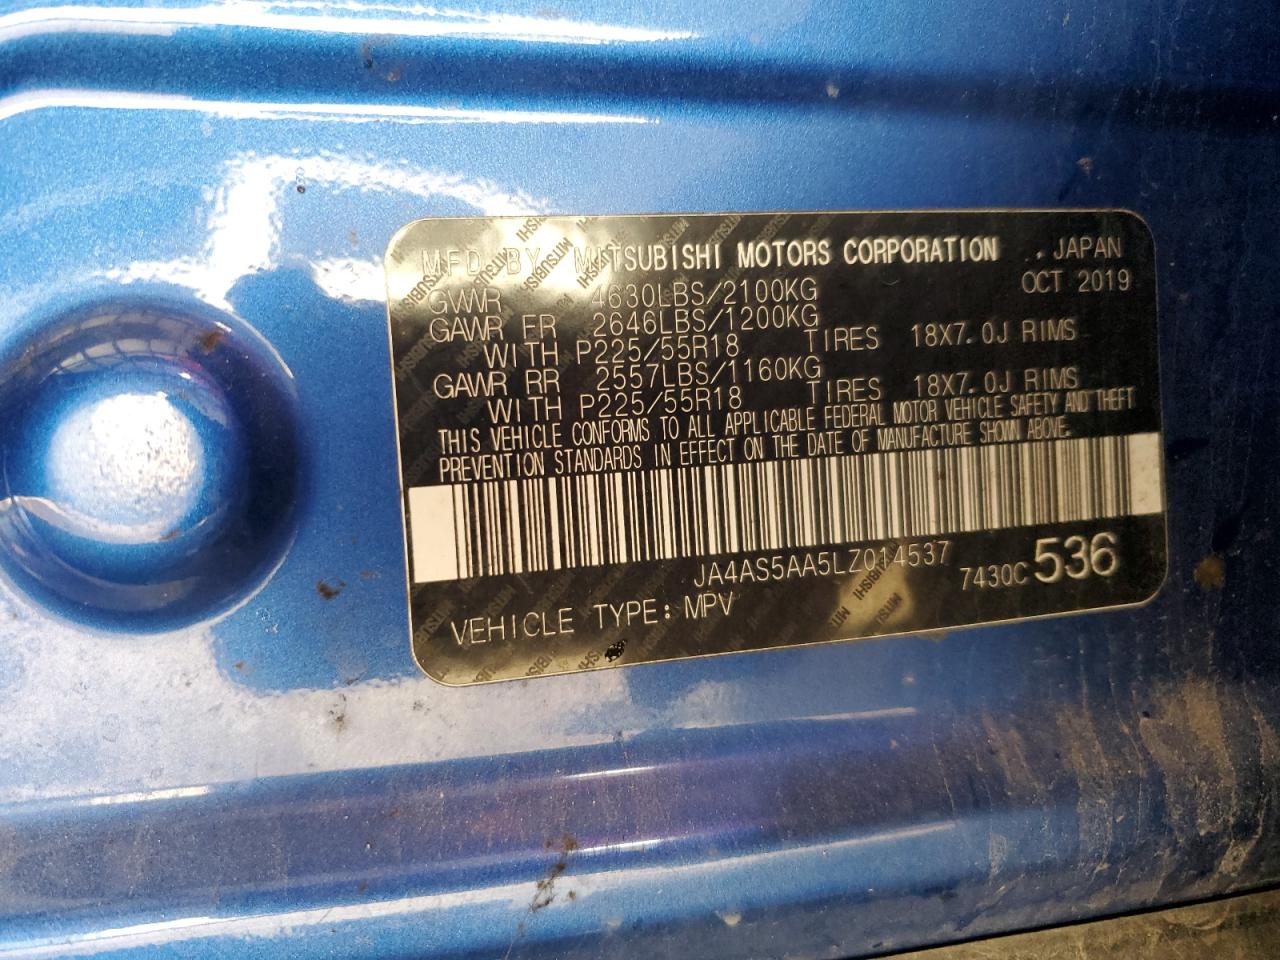 MFD BY MITSUBISHI MOTORS CORPORATION . JAPAN
OCT 2019
GVWR 4630LBS/2100KG
GAWR FR 2646LBS/1200KG
WITH P225/55R18 TIRES 18X7.0J RIMS
GAWR RR 2557LBS/1160KG
WITH P225/55R18 TIRES 18X7.0J RIMS
THIS VEHICLE CONFORMS TO ALL APPLICABLE FEDERAL MOTOR VEHICLE SAFETY AND THEFT
PREVENTION STANDARDS IN EFFECT ON THE DATE OF MANUFACTURE SHOWN ABOVE.
JA4AS5AA5LZ014537
7430C 536
VEHICLE TYPE: MPV